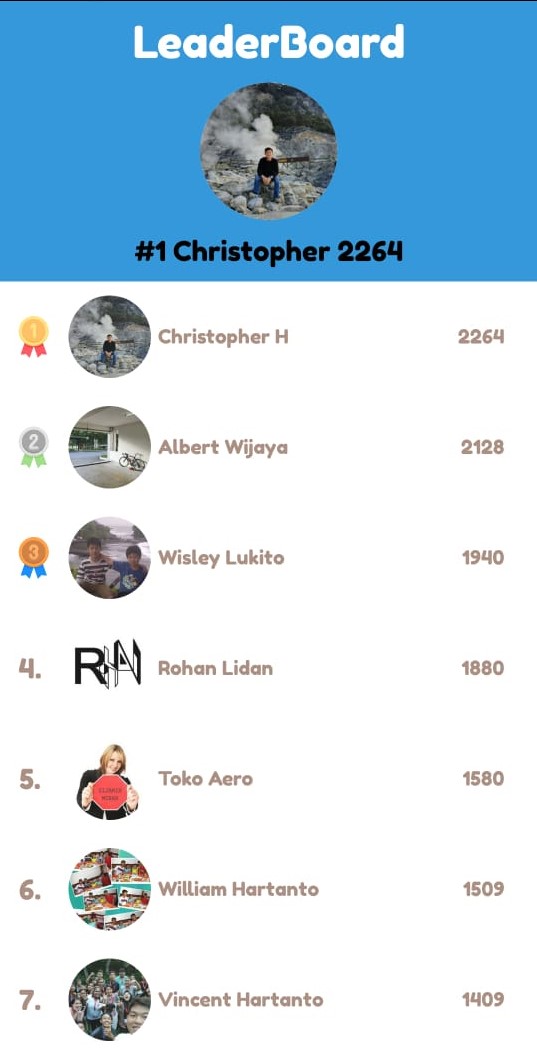 LeaderBoard
#1 Christopher 2264
1 Christopher H 2264
2 Albert Wijaya 2128
3 Wisley Lukito 1940
4. Rohan Lidan 1880
5. Toko Aero 1580
6. William Hartanto 1509
7. Vincent Hartanto 1409